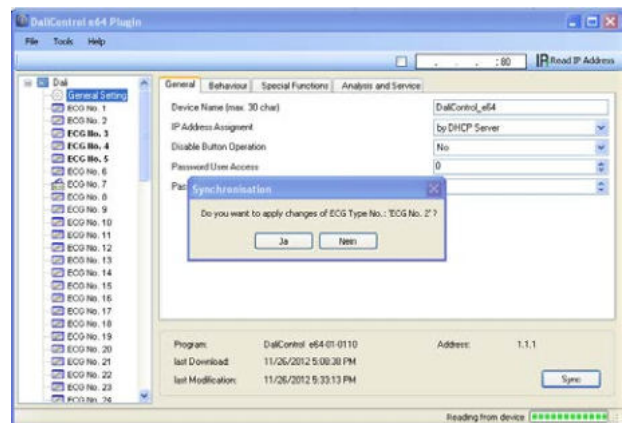 DaliControl e64 Plugin
File Tools Help
. . . :80 Read IP Address
Dali
General Setting
ECG No. 1
ECG No. 2
ECG No. 3
ECG No. 4
ECG No. 5
ECG No. 6
ECG No. 7
ECG No. 8
ECG No. 9
ECG No. 10
ECG No. 11
ECG No. 12
ECG No. 13
ECG No. 14
ECG No. 15
ECG No. 16
ECG No. 17
ECG No. 18
ECG No. 19
ECG No. 20
ECG No. 21
ECG No. 22
ECG No. 23
ECG No. 24
General Behaviour Special Functions Analysis and Service
Device Name (max. 30 char) DaliControl_e64
IP Address Assigment by DHCP Server
Disable Button Operation No
Password User Access 0
Pas
Synchronisation
Do you want to apply changes of ECG Type No.: 'ECG No. 2' ?
Ja Nein
Program: DaliControl e64-01-0110 Address: 1.1.1
last Download: 11/26/2012 5:08:38 PM
last Modification: 11/26/2012 5:33:13 PM
Sync
Reading from device